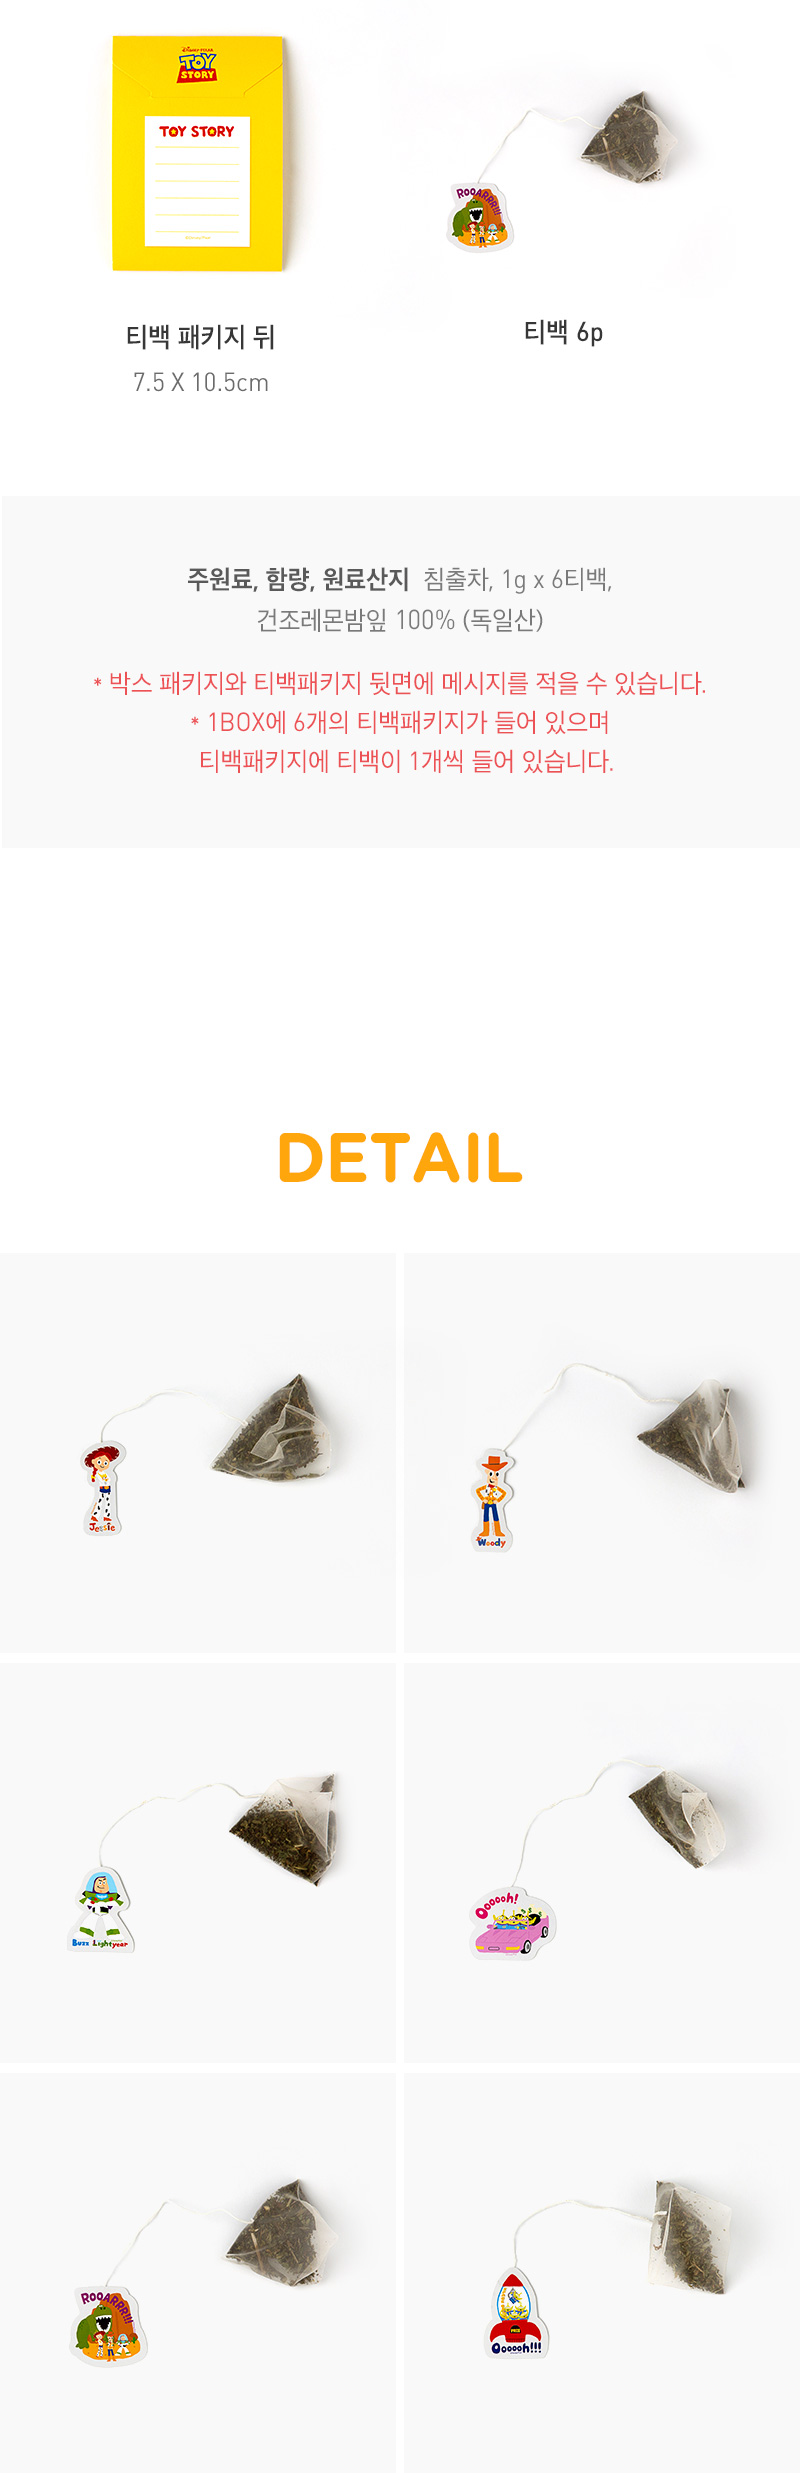 DISNEY·PIXAR
TOY
STORY
TOY STORY
ROOARRR!!!
티백 패키지 뒤
7.5 X 10.5cm
티백 6p
주원료, 함량, 원료산지 침출차, 1g x 6티백,
건조레몬밤잎 100% (독일산)
* 박스 패키지와 티백패키지 뒷면에 메시지를 적을 수 있습니다.
* 1BOX에 6개의 티백패키지가 들어 있으며
티백패키지에 티백이 1개씩 들어 있습니다.
DETAIL
Jessie
Woody
Buzz Lightyear
Oooooh!
ROOARRR!!!
Oooooh!!!